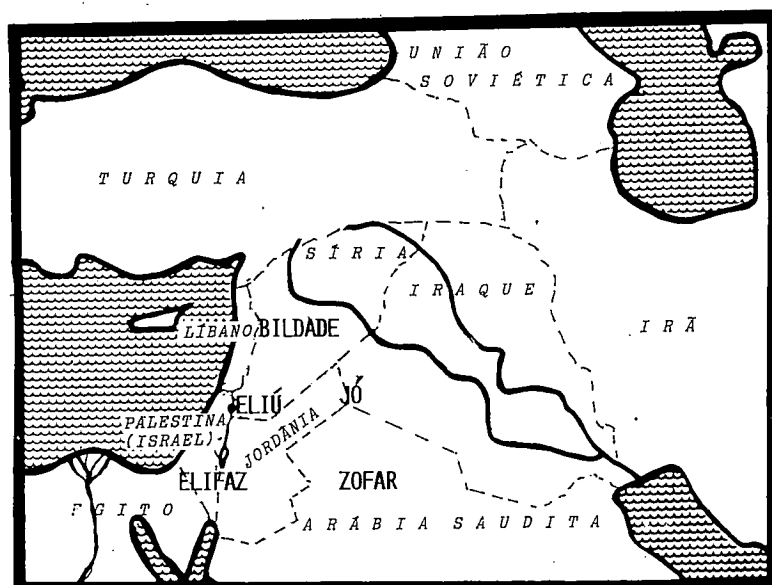 UNIÃO
SOVIÉTICA
TURQUIA
SÍRIA
IRAQUE
IRÃ
LÍBANO
BILDADE
ELIÚ
JÓ
PALESTINA
(ISRAEL)
JORDÂNIA
ELIFAZ
ZOFAR
EGITO
ARÁBIA SAUDITA